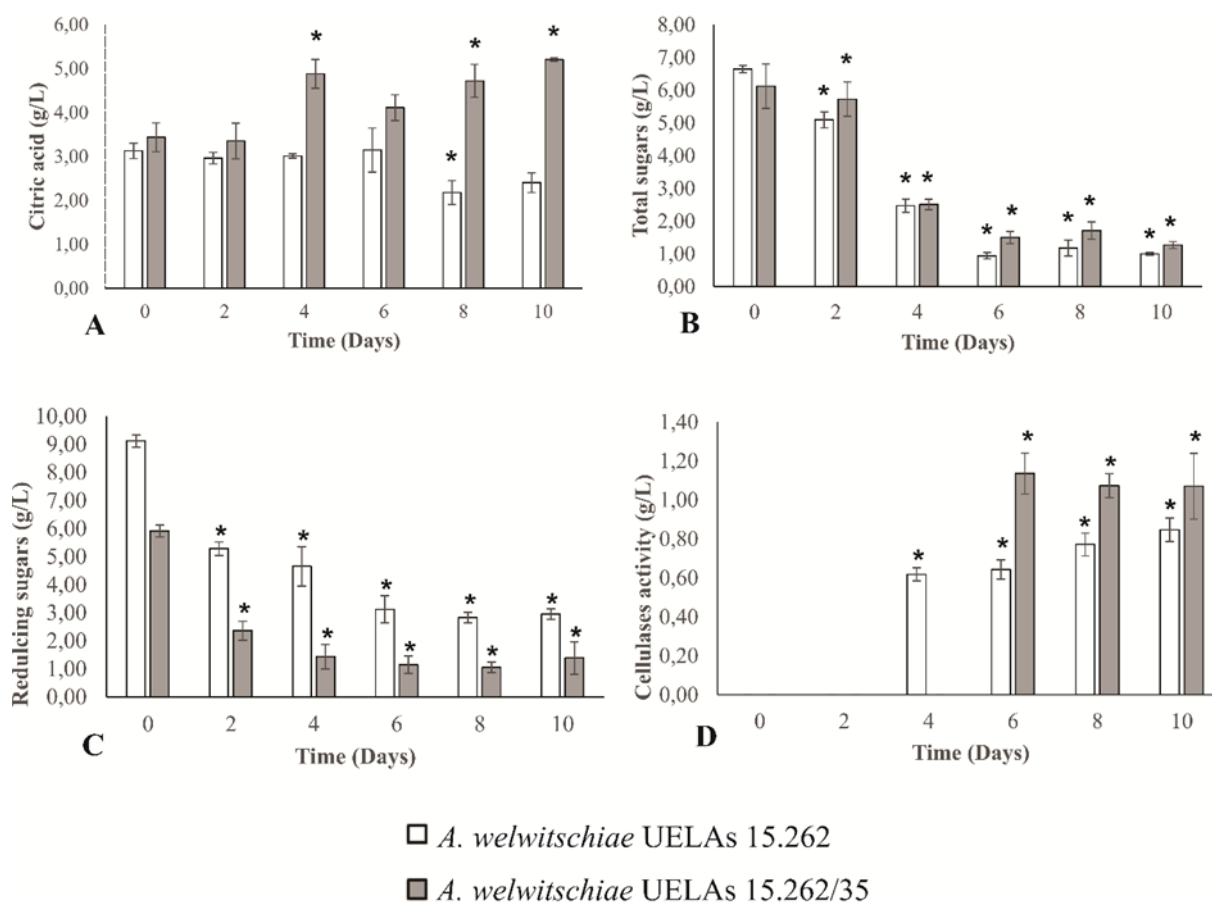 6,00
5,00
4,00
3,00
2,00
1,00
0,00
Citric acid (g/L)
* * * *
0 2 4 6 8 10
Time (Days)
A
8,00
7,00
6,00
5,00
4,00
3,00
2,00
1,00
0,00
Total sugars (g/L)
* * * * * * * * * *
0 2 4 6 8 10
Time (Days)
B
10,00
9,00
8,00
7,00
6,00
5,00
4,00
3,00
2,00
1,00
0,00
Redulcing sugars (g/L)
* * * * * * * * * *
0 2 4 6 8 10
Time (Days)
C
1,40
1,20
1,00
0,80
0,60
0,40
0,20
0,00
Cellulases activity (g/L)
* * * * * * *
0 2 4 6 8 10
Time (Days)
D
A. welwitschiae UELAs 15.262
A. welwitschiae UELAs 15.262/35